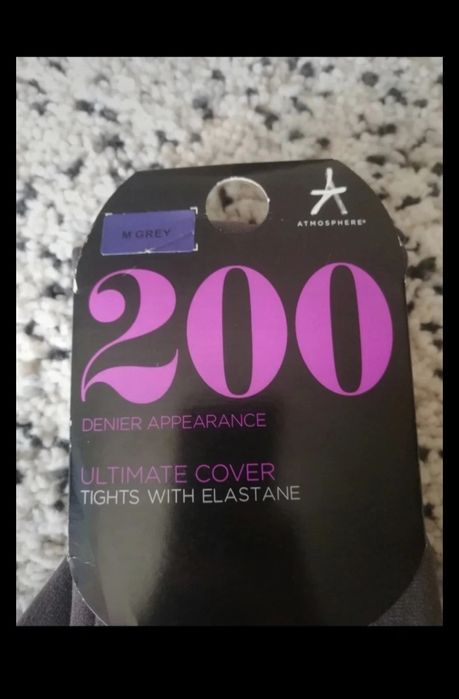 ATMOSPHERE®
M GREY
200
DENIER APPEARANCE
ULTIMATE COVER
TIGHTS WITH ELASTANE